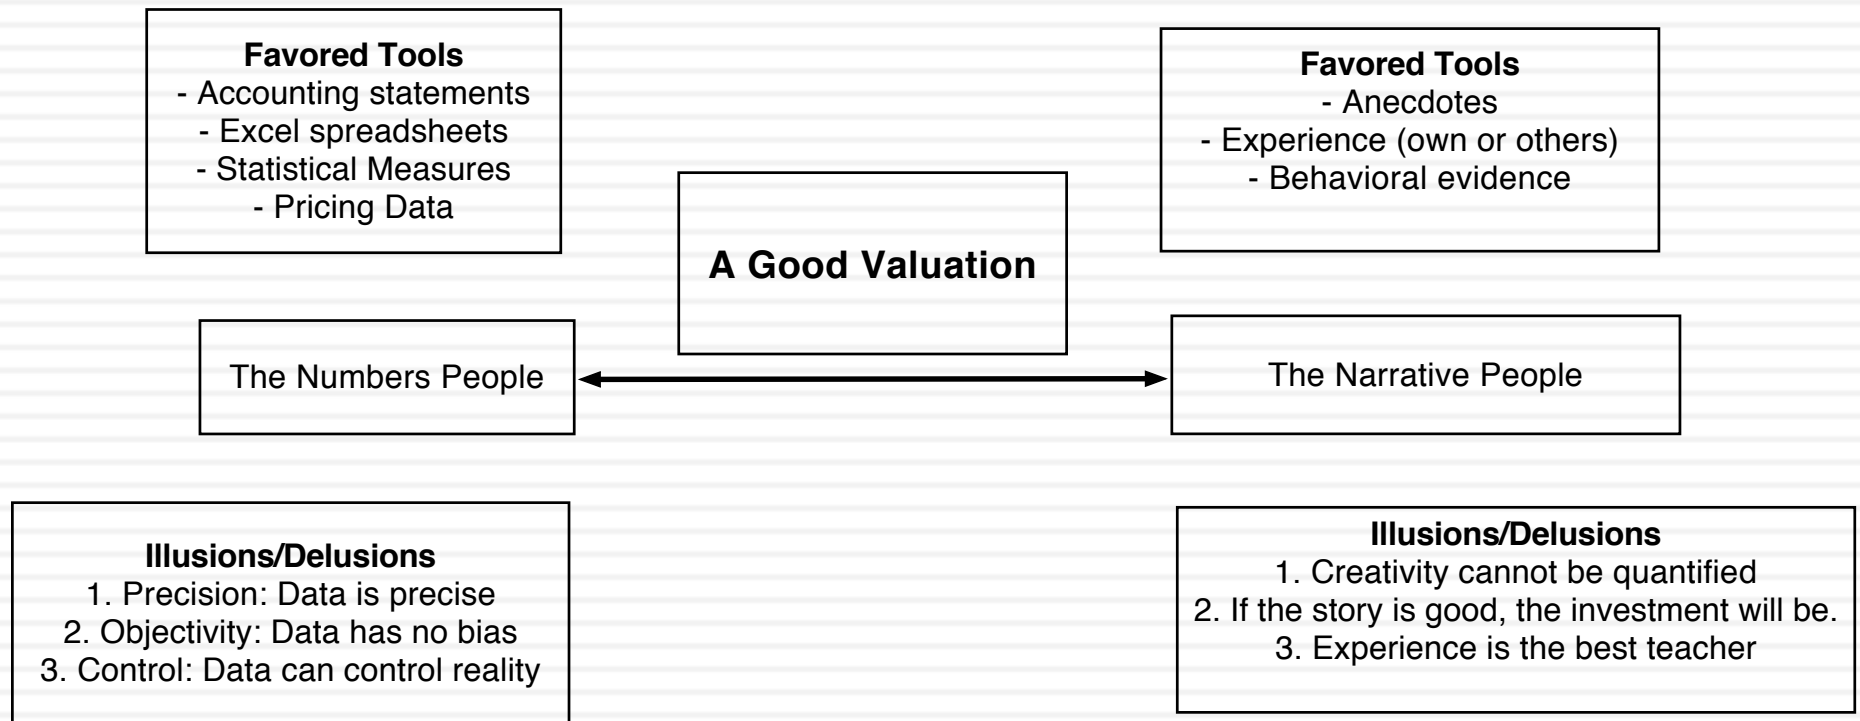 Favored Tools
- Accounting statements
- Excel spreadsheets
- Statistical Measures
- Pricing Data
Favored Tools
- Anecdotes
- Experience (own or others)
- Behavioral evidence
A Good Valuation
The Numbers People
The Narrative People
Illusions/Delusions
1. Precision: Data is precise
2. Objectivity: Data has no bias
3. Control: Data can control reality
Illusions/Delusions
1. Creativity cannot be quantified
2. If the story is good, the investment will be.
3. Experience is the best teacher